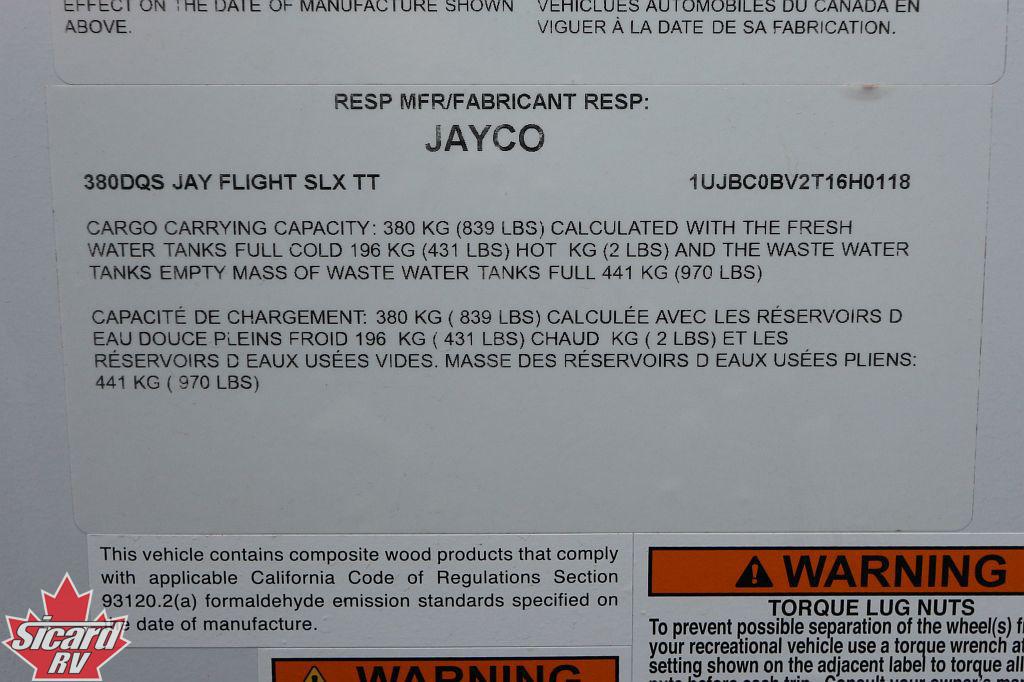 EFFECT ON THE DATE OF MANUFACTURE SHOWN
ABOVE.
VEHICLUES AUTOMOBILES DU CANADA EN
VIGUER À LA DATE DE SA FABRICATION.
RESP MFR/FABRICANT RESP:
JAYCO
380DQS JAY FLIGHT SLX TT 1UJBC0BV2T16H0118
CARGO CARRYING CAPACITY: 380 KG (839 LBS) CALCULATED WITH THE FRESH
WATER TANKS FULL COLD 196 KG (431 LBS) HOT KG (2 LBS) AND THE WASTE WATER
TANKS EMPTY MASS OF WASTE WATER TANKS FULL 441 KG (970 LBS)
CAPACITÉ DE CHARGEMENT: 380 KG ( 839 LBS) CALCULÉE AVEC LES RÉSERVOIRS D
EAU DOUCE PLEINS FROID 196 KG ( 431 LBS) CHAUD KG ( 2 LBS) ET LES
RÉSERVOIRS D EAUX USÉES VIDES. MASSE DES RÉSERVOIRS D EAUX USÉES PLIENS:
441 KG ( 970 LBS)
This vehicle contains composite wood products that comply
with applicable California Code of Regulations Section
93120.2(a) formaldehyde emission standards specified on
date of manufacture.
WARNING
TORQUE LUG NUTS
To prevent possible separation of the wheel(s)
your recreational vehicle use a torque wrench at
setting shown on the adjacent label to torque all
nuts before each trip. Consult your owner's
WARNING
Sicard
RV